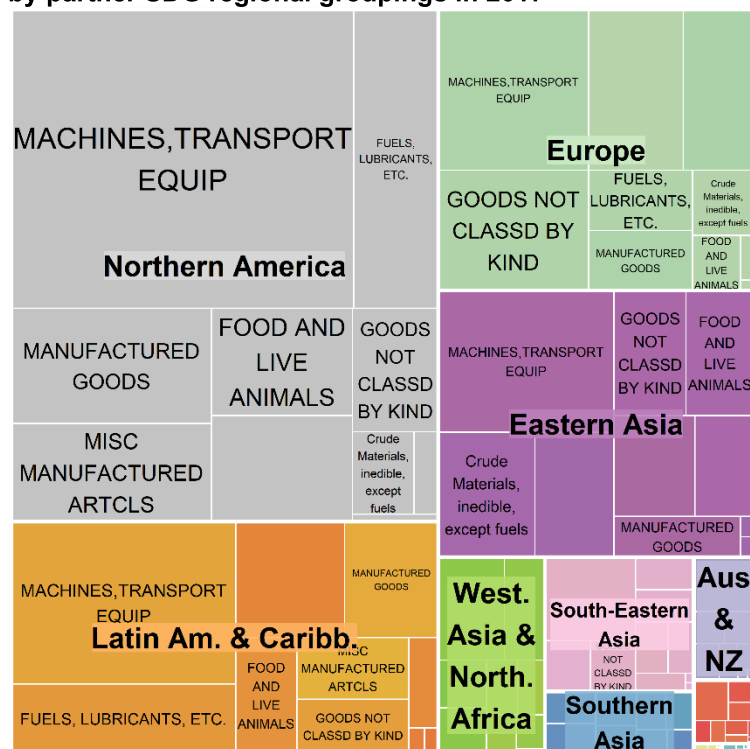 MACHINES,TRANSPORT
EQUIP
FUELS,
LUBRICANTS,
ETC.
Northern America
MANUFACTURED
GOODS
FOOD AND
LIVE
ANIMALS
GOODS
NOT
CLASSD
BY KIND
MISC
MANUFACTURED
ARTCLS
Crude
Materials,
inedible,
except
fuels
MACHINES,TRANSPORT
EQUIP
Europe
GOODS NOT
CLASSD BY
KIND
FUELS,
LUBRICANTS,
ETC.
Crude
Materials,
inedible,
except fuels
MANUFACTURED
GOODS
FOOD
AND
LIVE
ANIMALS
MACHINES,TRANSPORT
EQUIP
GOODS
NOT
CLASSD
BY KIND
FOOD
AND
LIVE
ANIMALS
Eastern Asia
Crude
Materials,
inedible,
except fuels
MANUFACTURED
GOODS
MACHINES,TRANSPORT
EQUIP
MANUFACTURED
GOODS
Latin Am. & Caribb.
MISC
MANUFACTURED
ARTCLS
FOOD
AND
LIVE
ANIMALS
FUELS, LUBRICANTS, ETC.
GOODS NOT
CLASSD BY KIND
West.
Asia &
North.
Africa
South-Eastern
Asia
NOT
CLASSD
BY KIND
Southern
Asia
Aus
&
NZ